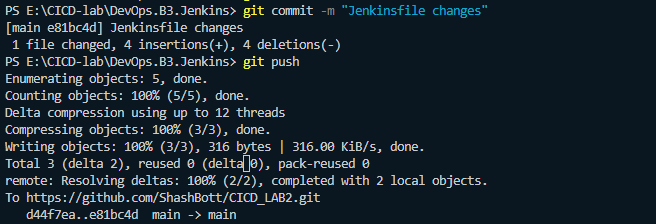 PS E:\CICD-lab\DevOps.B3.Jenkins> git commit -m "Jenkinsfile changes"
[main e81bc4d] Jenkinsfile changes
 1 file changed, 4 insertions(+), 4 deletions(-)
PS E:\CICD-lab\DevOps.B3.Jenkins> git push
Enumerating objects: 5, done.
Counting objects: 100% (5/5), done.
Delta compression using up to 12 threads
Compressing objects: 100% (3/3), done.
Writing objects: 100% (3/3), 316 bytes | 316.00 KiB/s, done.
Total 3 (delta 2), reused 0 (delta 0), pack-reused 0
remote: Resolving deltas: 100% (2/2), completed with 2 local objects.
To https://github.com/ShashBott/CICD_LAB2.git
   d44f7ea..e81bc4d  main -> main